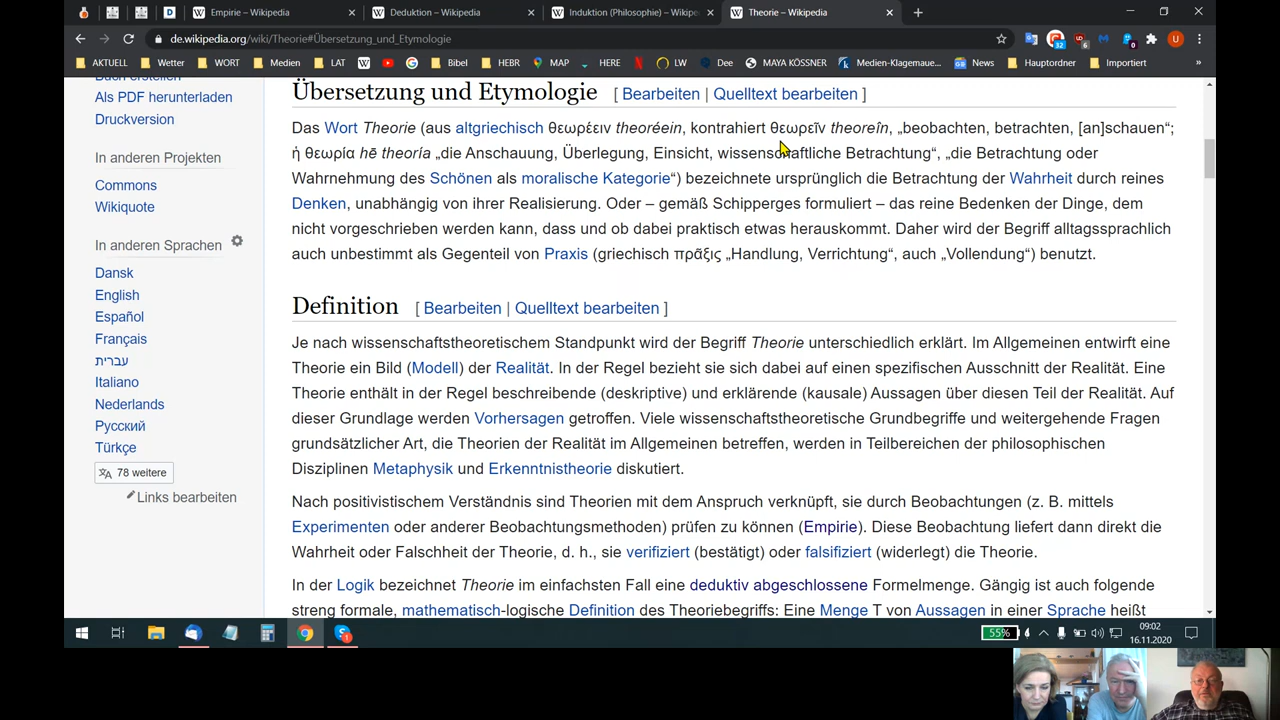 Empirie – Wikipedia
Deduktion – Wikipedia
Induktion (Philosophie) – Wikipe
Theorie – Wikipedia
de.wikipedia.org/wiki/Theorie#Übersetzung_und_Etymologie
AKTUELL Wetter WORT Medien LAT Bibel HEBR MAP HERE LW Dee MAYA KÖSSNER Medien-Klagemaue... News Hauptordner Importiert »
Buch erstellen
Als PDF herunterladen
Druckversion
In anderen Projekten
Commons
Wikiquote
In anderen Sprachen
Dansk
English
Español
Français
עברית
Italiano
Nederlands
Русский
Türkçe
78 weitere
Links bearbeiten
Übersetzung und Etymologie [ Bearbeiten | Quelltext bearbeiten ]
Das Wort Theorie (aus altgriechisch θεωρέειν theoréein, kontrahiert θεωρεῖν theoreîn, „beobachten, betrachten, [an]schauen“;
ἡ θεωρία hē theoría „die Anschauung, Überlegung, Einsicht, wissenschaftliche Betrachtung“, „die Betrachtung oder
Wahrnehmung des Schönen als moralische Kategorie“) bezeichnete ursprünglich die Betrachtung der Wahrheit durch reines
Denken, unabhängig von ihrer Realisierung. Oder – gemäß Schipperges formuliert – das reine Bedenken der Dinge, dem
nicht vorgeschrieben werden kann, dass und ob dabei praktisch etwas herauskommt. Daher wird der Begriff alltagssprachlich
auch unbestimmt als Gegenteil von Praxis (griechisch πρᾶξις „Handlung, Verrichtung“, auch „Vollendung“) benutzt.
Definition [ Bearbeiten | Quelltext bearbeiten ]
Je nach wissenschaftstheoretischem Standpunkt wird der Begriff Theorie unterschiedlich erklärt. Im Allgemeinen entwirft eine
Theorie ein Bild (Modell) der Realität. In der Regel bezieht sie sich dabei auf einen spezifischen Ausschnitt der Realität. Eine
Theorie enthält in der Regel beschreibende (deskriptive) und erklärende (kausale) Aussagen über diesen Teil der Realität. Auf
dieser Grundlage werden Vorhersagen getroffen. Viele wissenschaftstheoretische Grundbegriffe und weitergehende Fragen
grundsätzlicher Art, die Theorien der Realität im Allgemeinen betreffen, werden in Teilbereichen der philosophischen
Disziplinen Metaphysik und Erkenntnistheorie diskutiert.
Nach positivistischem Verständnis sind Theorien mit dem Anspruch verknüpft, sie durch Beobachtungen (z. B. mittels
Experimenten oder anderer Beobachtungsmethoden) prüfen zu können (Empirie). Diese Beobachtung liefert dann direkt die
Wahrheit oder Falschheit der Theorie, d. h., sie verifiziert (bestätigt) oder falsifiziert (widerlegt) die Theorie.
In der Logik bezeichnet Theorie im einfachsten Fall eine deduktiv abgeschlossene Formelmenge. Gängig ist auch folgende
streng formale, mathematisch-logische Definition des Theoriebegriffs: Eine Menge T von Aussagen in einer Sprache heißt
55%
09:02
16.11.2020